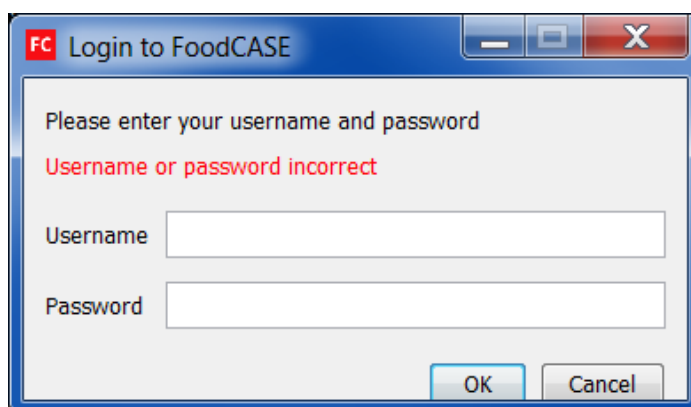 FC Login to FoodCASE
Please enter your username and password
Username or password incorrect
Username
Password
OK Cancel